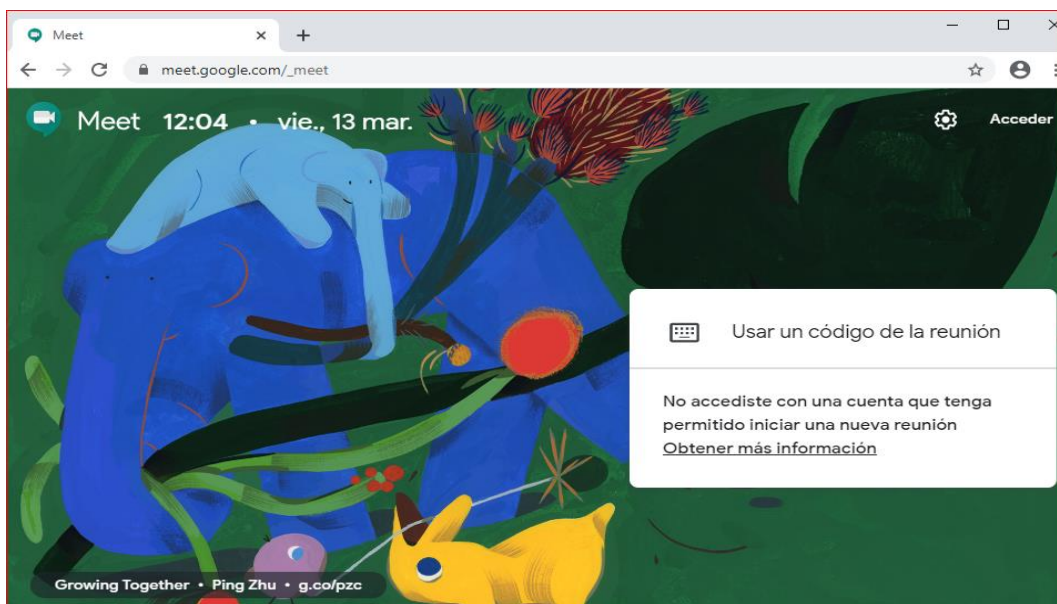 Meet
meet.google.com/_meet
Meet 12:04 • vie., 13 mar.
Acceder
Usar un código de la reunión
No accediste con una cuenta que tenga
permitido iniciar una nueva reunión
Obtener más información
Growing Together • Ping Zhu • g.co/pzc